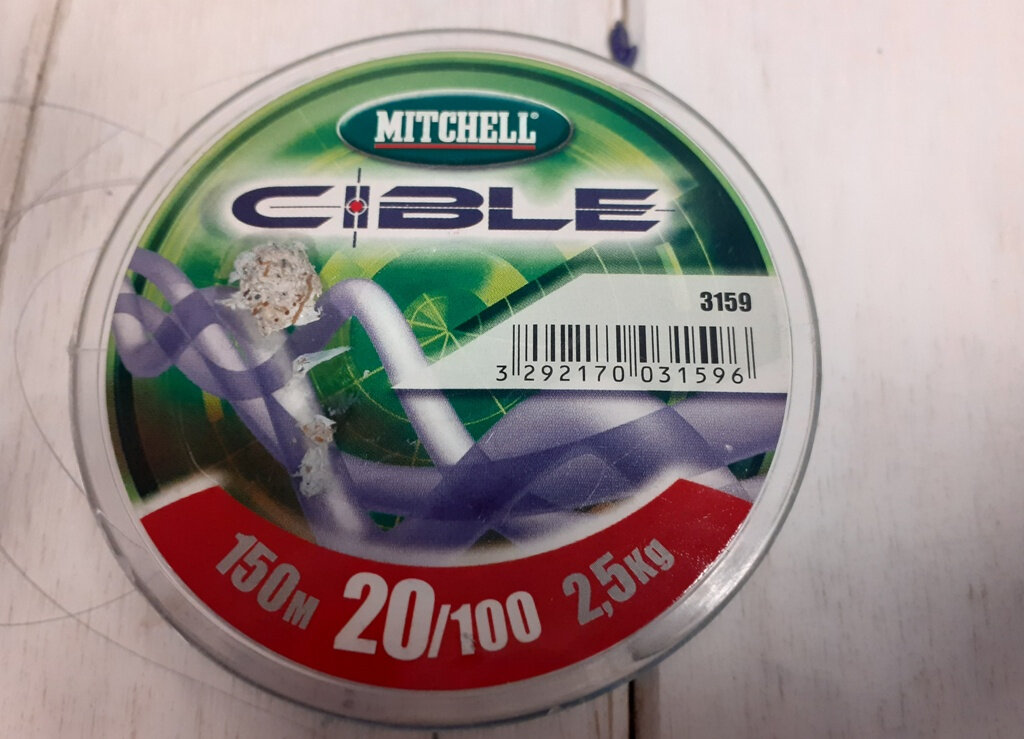 MITCHELL®
CIBLE
3159
3 292170 031596
150M 20/100 2,5Kg